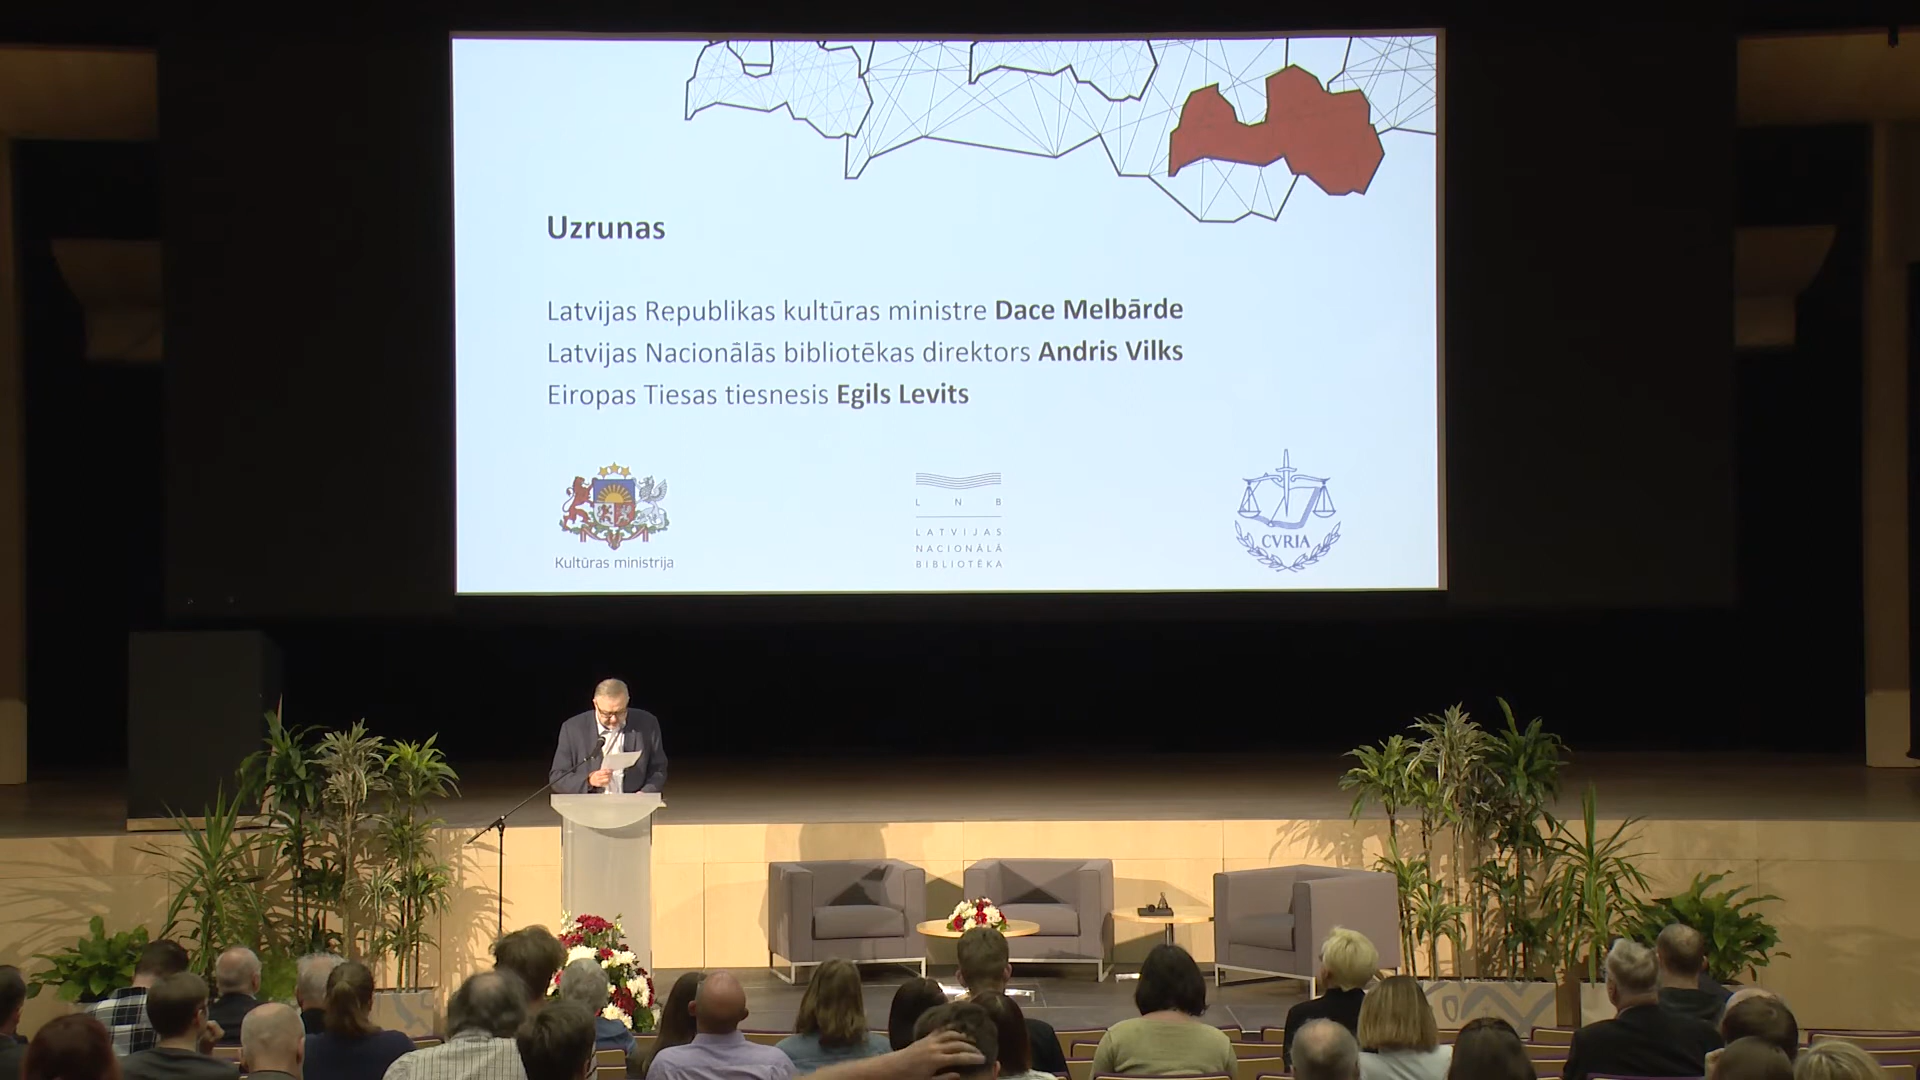 Uzrunas
Latvijas Republikas kultūras ministre Dace Melbārde
Latvijas Nacionālās bibliotēkas direktors Andris Vilks
Eiropas Tiesas tiesnesis Egils Levits
Kultūras ministrija
L N B
LATVIJAS
NACIONĀLĀ
BIBLIOTĒKA
CVRIA